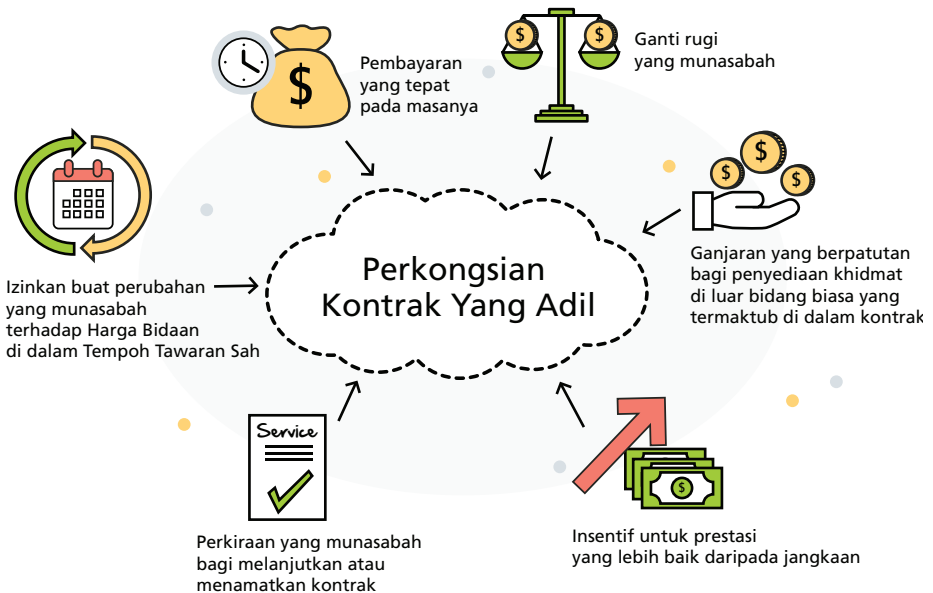 Pembayaran
yang tepat
pada masanya
Ganti rugi
yang munasabah
Izinkan buat perubahan
yang munasabah
terhadap Harga Bidaan
di dalam Tempoh Tawaran Sah
Perkongsian
Kontrak Yang Adil
Ganjaran yang berpatutan
bagi penyediaan khidmat
di luar bidang biasa yang
termaktub di dalam kontrak
Service
Perkiraan yang munasabah
bagi melanjutkan atau
menamatkan kontrak
Insentif untuk prestasi
yang lebih baik daripada jangkaan
$
$
$
$
$
$
$